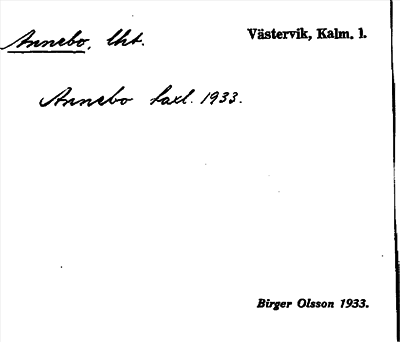 Annebo, lht.
Västervik, Kalm. l.
Annebo taxl. 1933.
Birger Olsson 1933.